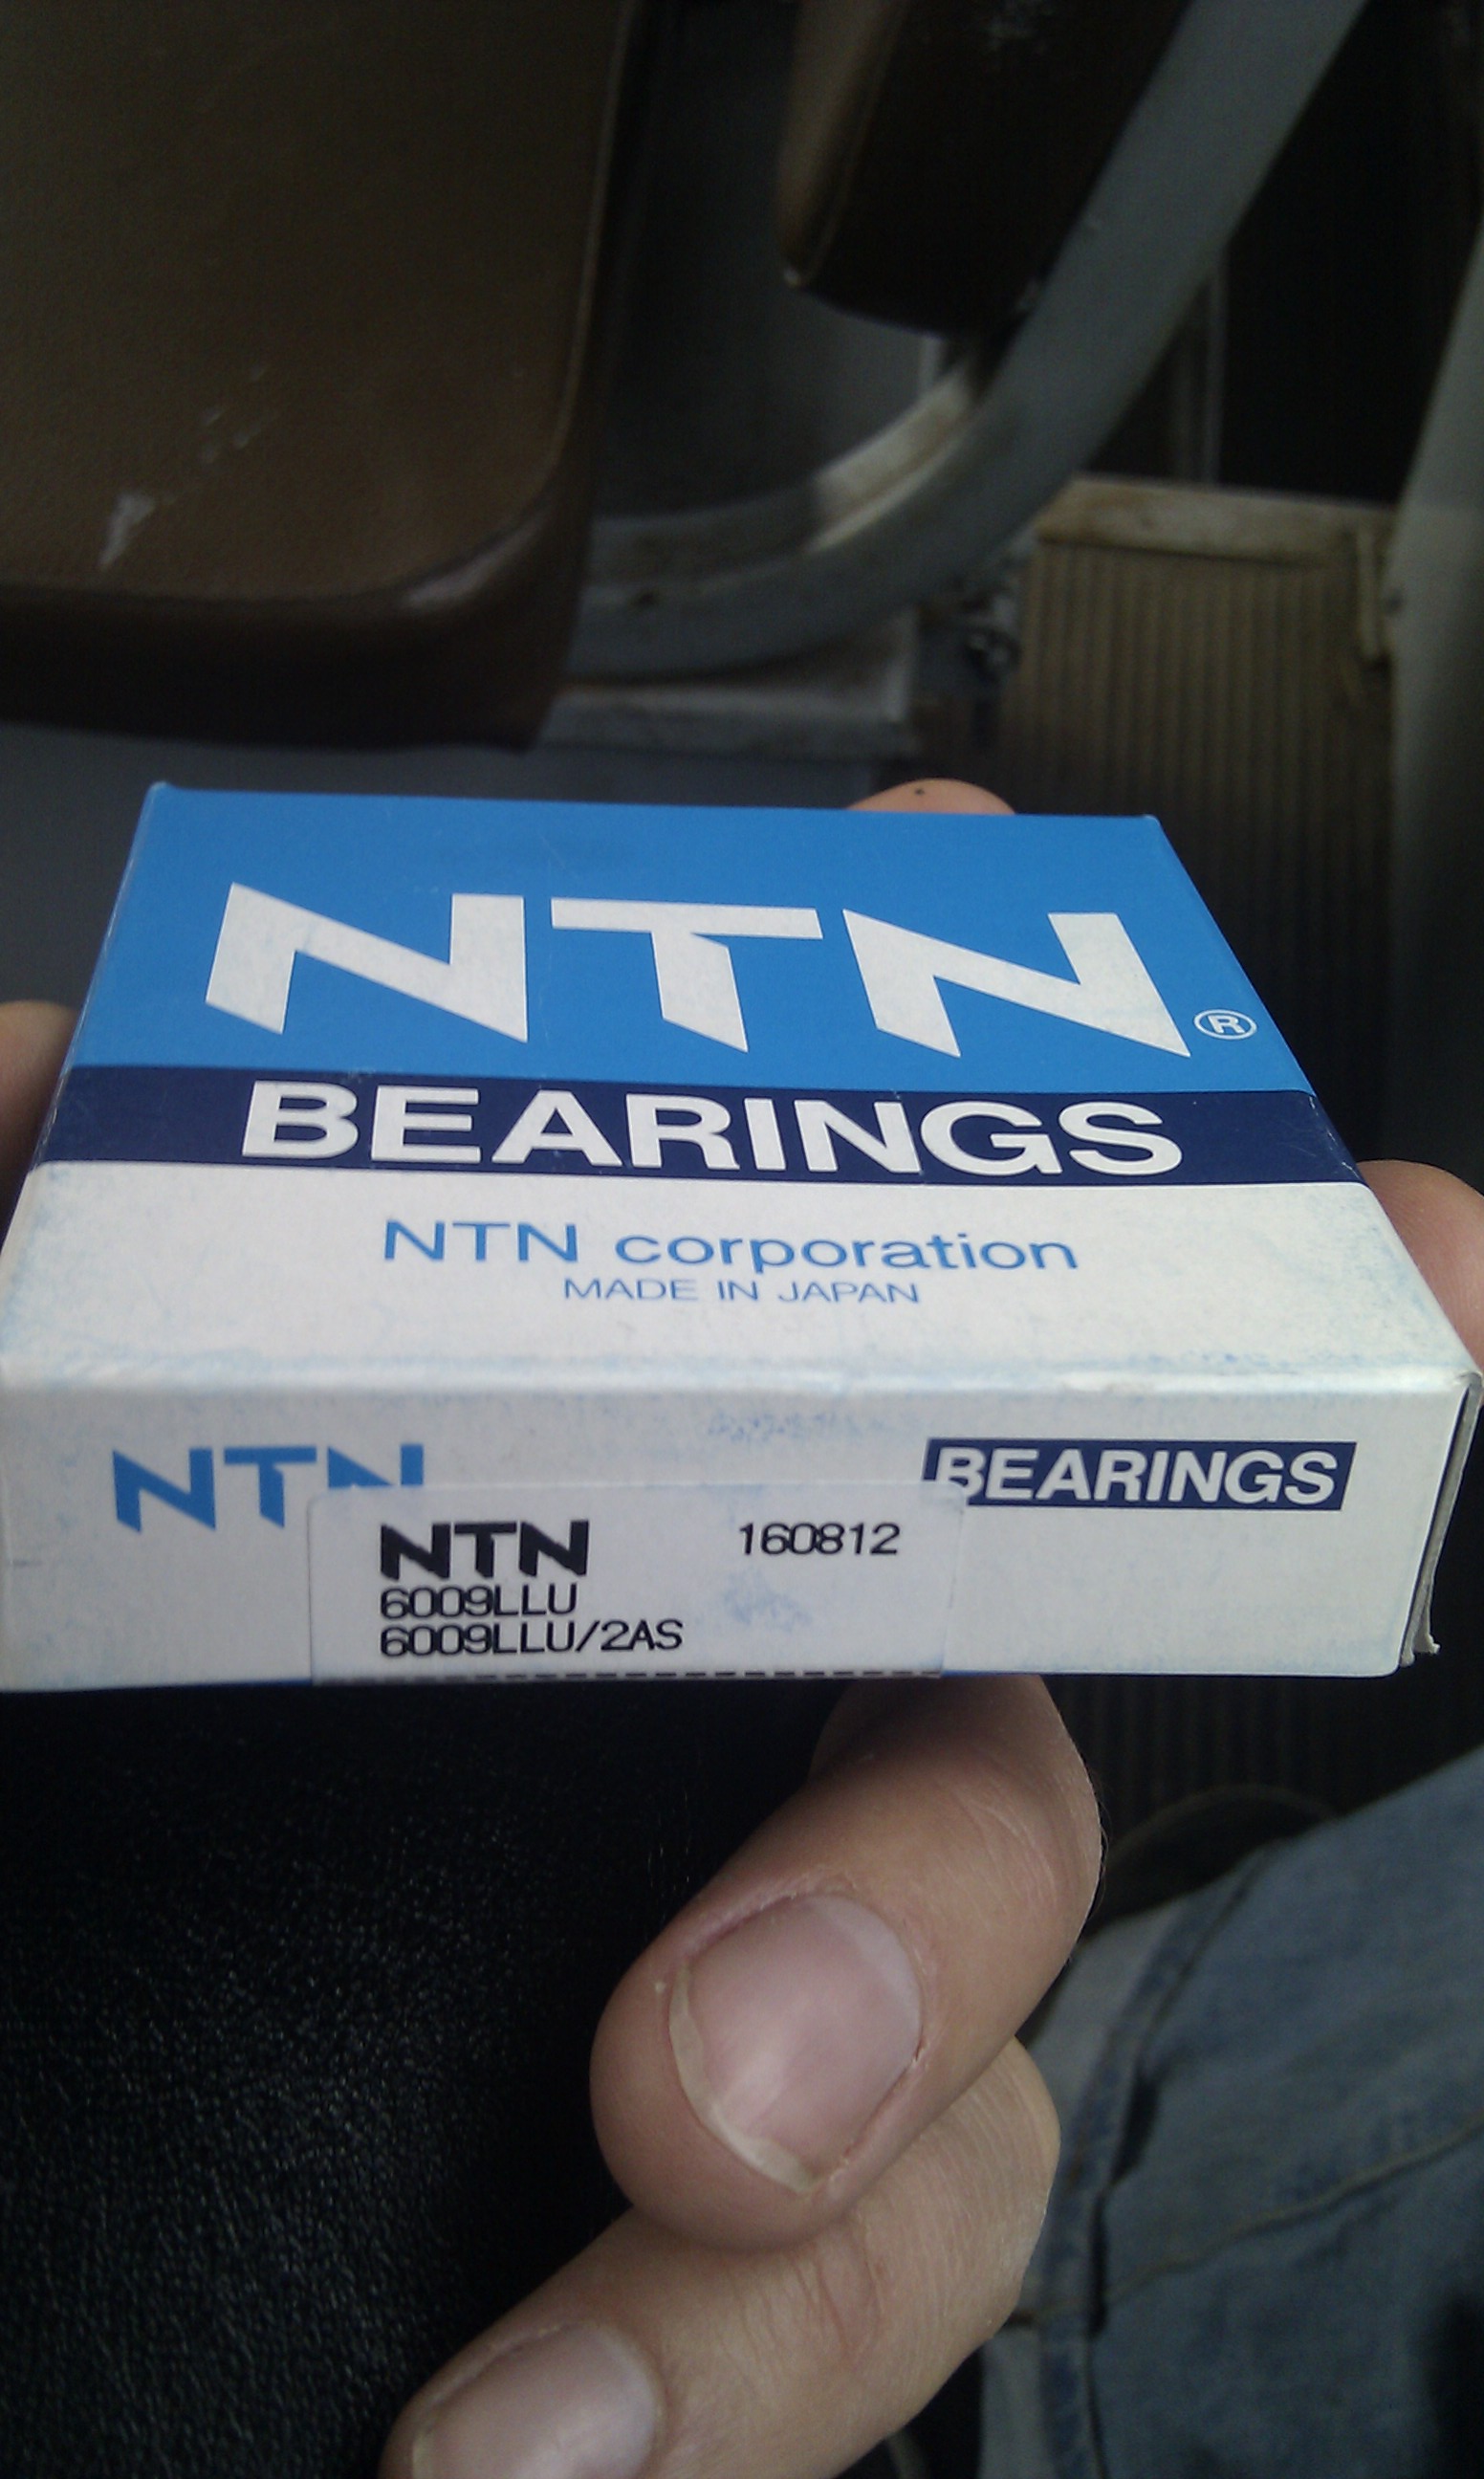 NTN®
BEARINGS
NTN corporation
MADE IN JAPAN
NTN
BEARINGS
NTN 160812
6009LLU
6009LLU/2AS